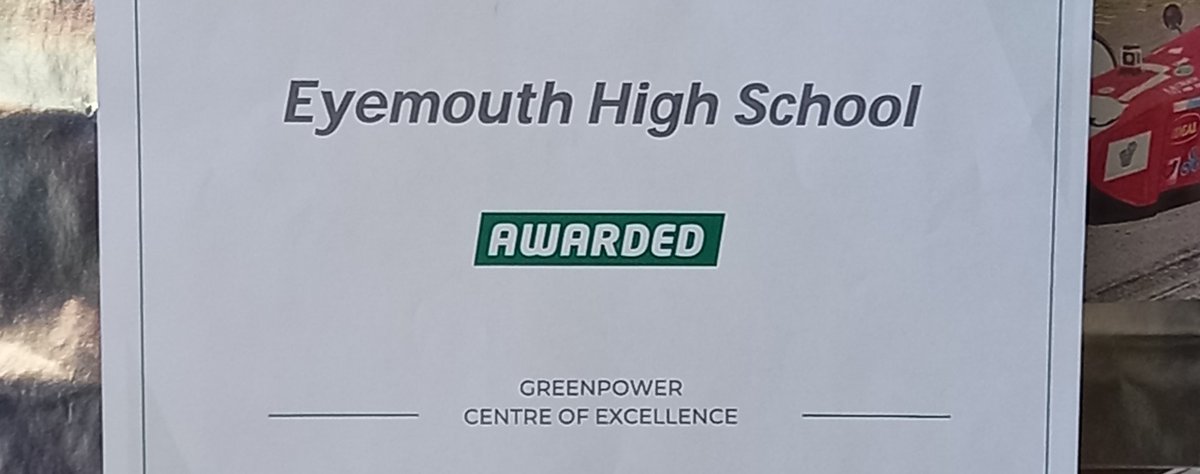 Eyemouth High School
AWARDED
GREENPOWER
CENTRE OF EXCELLENCE